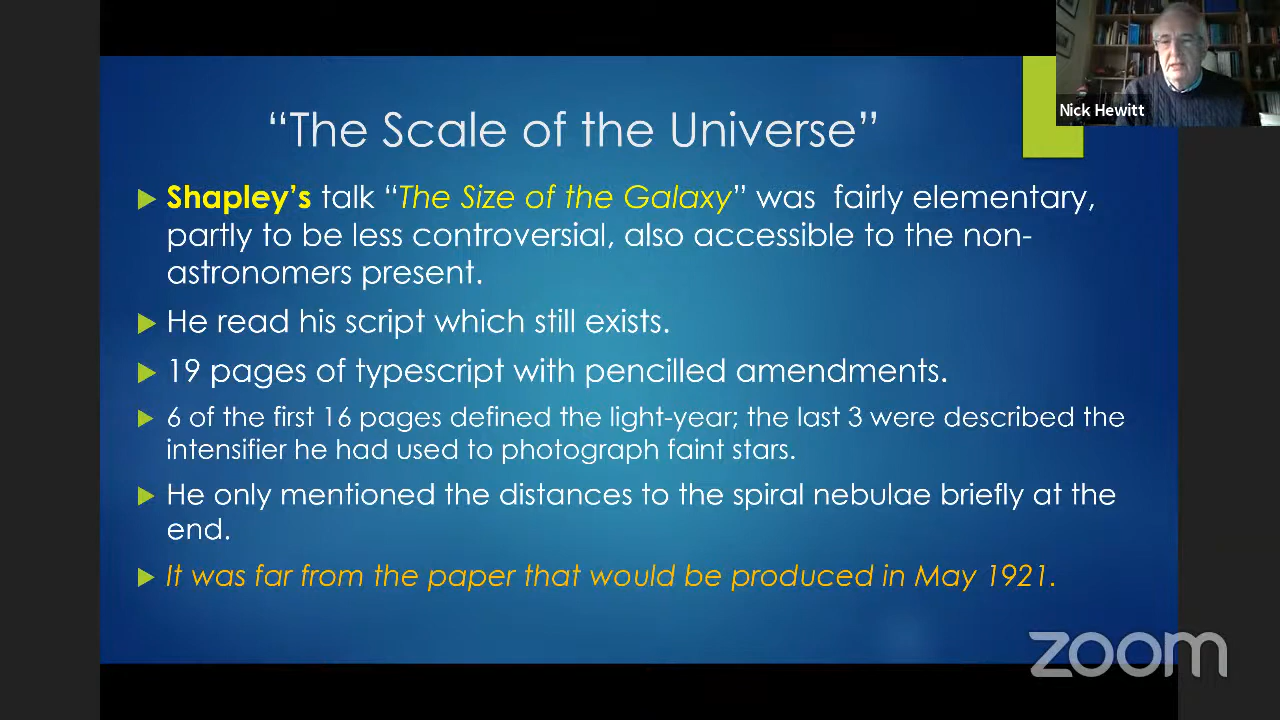 Nick Hewitt
“The Scale of the Universe”
Shapley’s talk “The Size of the Galaxy” was fairly elementary,
partly to be less controversial, also accessible to the non-
astronomers present.
He read his script which still exists.
19 pages of typescript with pencilled amendments.
6 of the first 16 pages defined the light-year; the last 3 were described the
intensifier he had used to photograph faint stars.
He only mentioned the distances to the spiral nebulae briefly at the
end.
It was far from the paper that would be produced in May 1921.
zoom